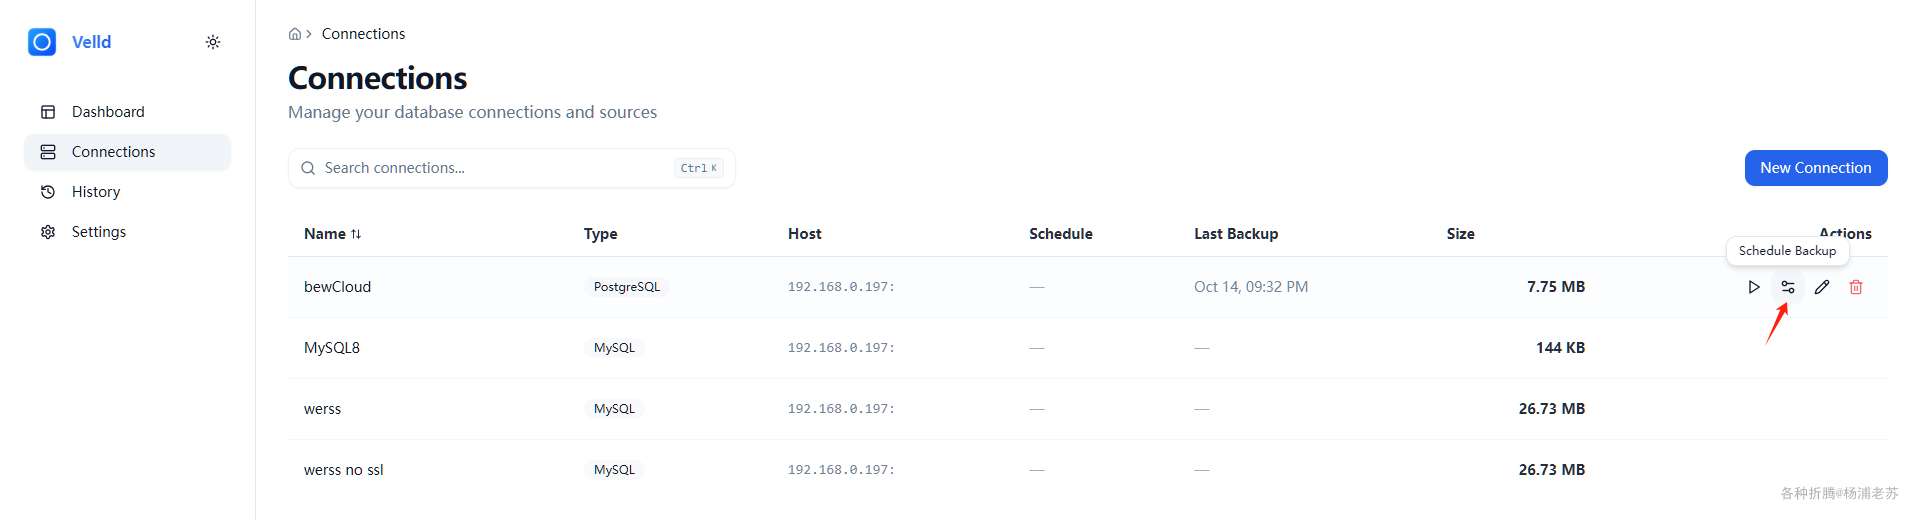 Velld
Dashboard
Connections
History
Settings
Connections
Connections
Manage your database connections and sources
Search connections... Ctrl K
New Connection
Name Type Host Schedule Last Backup Size Actions
Schedule Backup
bewCloud PostgreSQL 192.168.0.197: — Oct 14, 09:32 PM 7.75 MB
MySQL8 MySQL 192.168.0.197: — — 144 KB
werss MySQL 192.168.0.197: — — 26.73 MB
werss no ssl MySQL 192.168.0.197: — — 26.73 MB
各种折腾@杨浦老苏